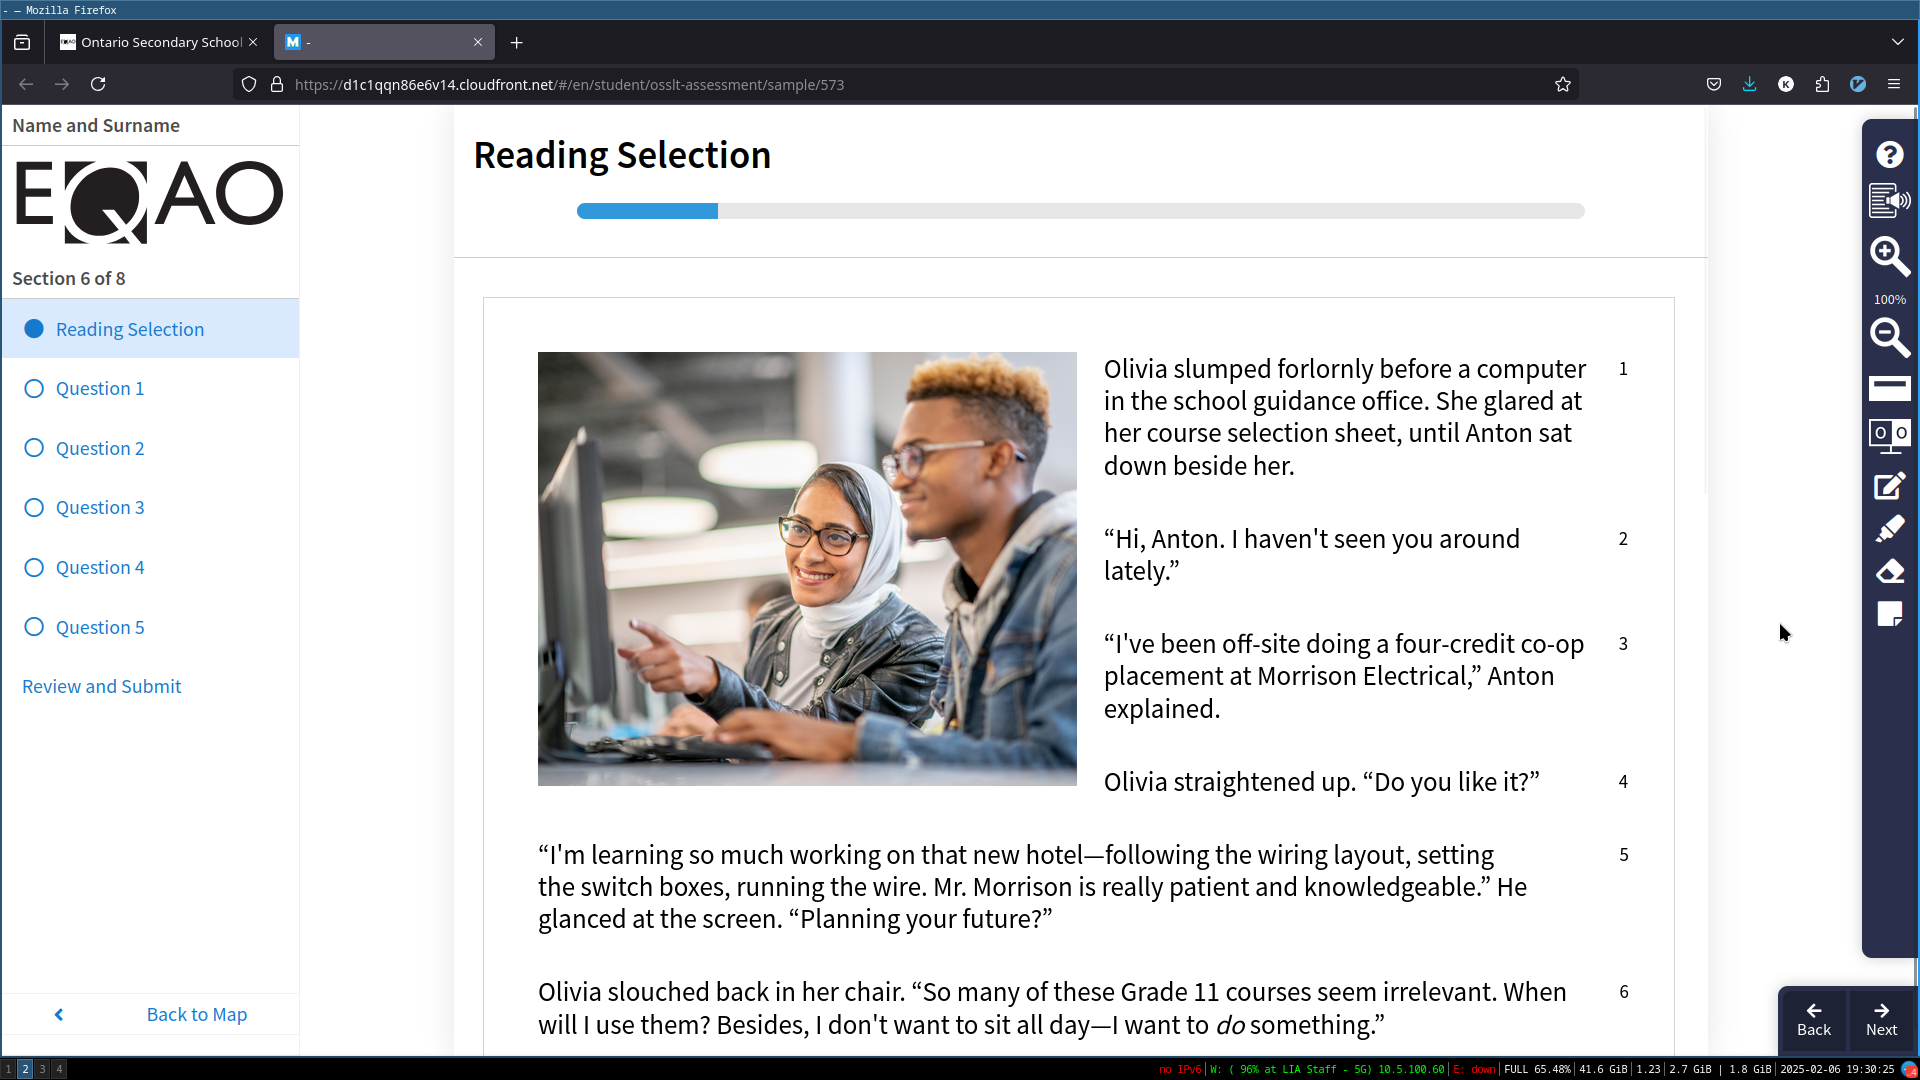 - — Mozilla Firefox
Ontario Secondary School
M -
https://d1c1qqn86e6v14.cloudfront.net/#/en/student/osslt-assessment/sample/573
Name and Surname
EQAO
Section 6 of 8
Reading Selection
Question 1
Question 2
Question 3
Question 4
Question 5
Review and Submit
Back to Map
Reading Selection
Olivia slumped forlornly before a computer 1
in the school guidance office. She glared at
her course selection sheet, until Anton sat
down beside her.
“Hi, Anton. I haven't seen you around 2
lately.”
“I've been off-site doing a four-credit co-op 3
placement at Morrison Electrical,” Anton
explained.
Olivia straightened up. “Do you like it?” 4
“I'm learning so much working on that new hotel—following the wiring layout, setting 5
the switch boxes, running the wire. Mr. Morrison is really patient and knowledgeable.” He
glanced at the screen. “Planning your future?”
Olivia slouched back in her chair. “So many of these Grade 11 courses seem irrelevant. When 6
will I use them? Besides, I don't want to sit all day—I want to do something.”
?
100%
O O
Back
Next
1 2 3 4
no IPv6 | W: ( 96% at LIA Staff - 5G) 10.5.100.60 | E: down | FULL 65.48% | 41.6 GiB | 1.23 | 2.7 GiB | 1.8 GiB | 2025-02-06 19:30:25